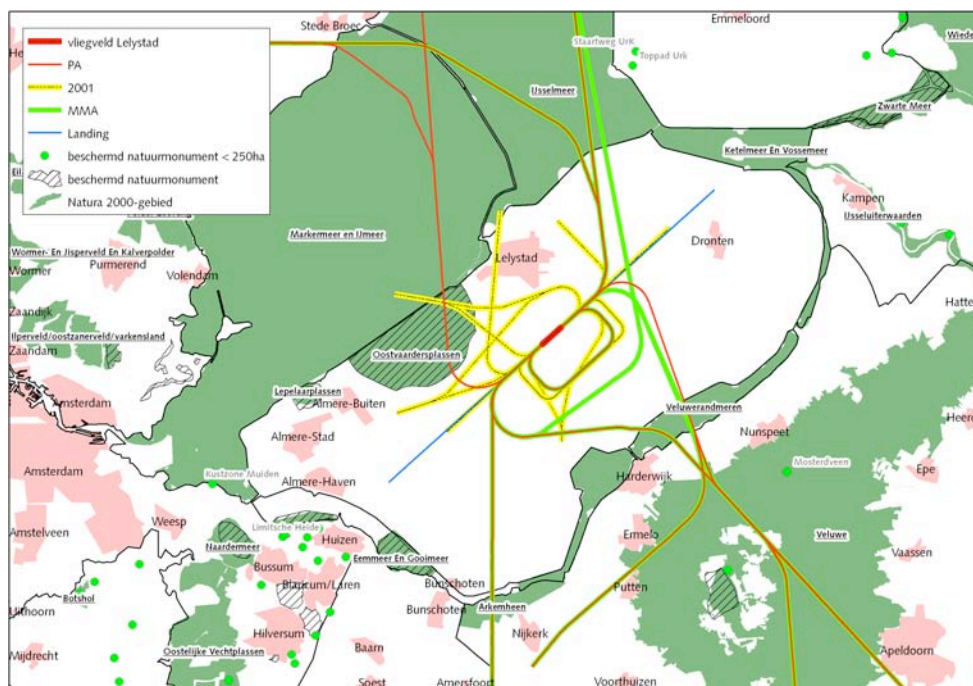 Stede Broec
Emmeloord
vliegveld Lelystad
PA
2001
MMA
Landing
beschermd natuurmonument < 250ha
beschermd natuurmonument
Natura 2000-gebied
Staartweg Urk
Toppad Urk
IJsselmeer
Zwarte Meer
Ketelmeer En Vossemeer
Kampen
IJsseluiterwaarden
Markermeer en IJmeer
Lelystad
Dronten
Wormer- En Jisperveld En Kalverpolder
Wormer
Purmerend
Volendam
Zaandijk
Hatte
Ilperveld/oostzanerveld/varkensland
Zaandam
Oostvaardersplassen
Lepelaarplassen
Almere-Buiten
Amsterdam
Almere-Stad
Veluwerandmeren
Nunspeet
Heerd
Amsterdam
Kustzone Muiden
Almere-Haven
Harderwijk
Mosterdveen
Epe
Weesp
Amstelveen
Limitsche Heide
Huizen
Naardermeer
Bussum
Eemmeer En Gooimeer
Ermelo
Veluwe
Vaassen
Blaricum/Laren
Bunschoten
Putten
Botshol
Uithoorn
Bunschoten
Arkemheen
Hilversum
Nijkerk
Mijdrecht
Oostelijke Vechtplassen
Baarn
Apeldoorn
Soest
Amersfoort
Voorthuizen